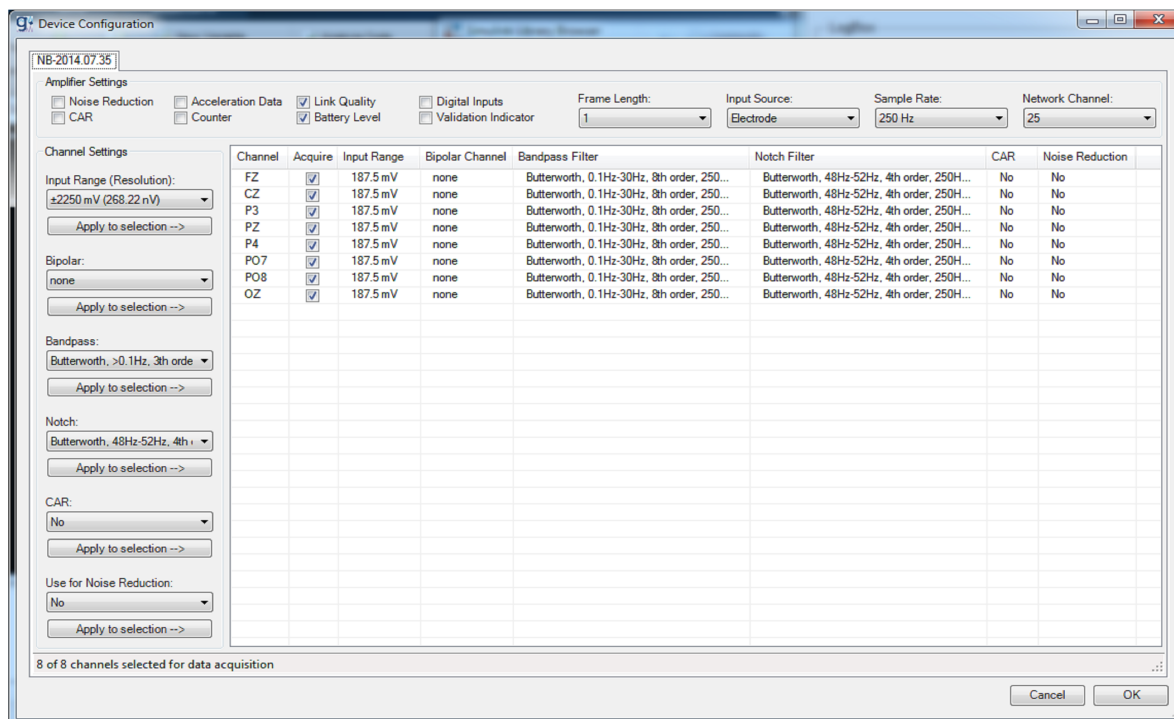 g. Device Configuration
NB-2014.07.35
Amplifier Settings
Noise Reduction Acceleration Data Link Quality Digital Inputs Frame Length: Input Source: Sample Rate: Network Channel:
CAR Counter Battery Level Validation Indicator 1 Electrode 250 Hz 25
Channel Settings
Input Range (Resolution):
±2250 mV (268.22 nV)
Apply to selection -->
Bipolar:
none
Apply to selection -->
Bandpass:
Butterworth, >0.1Hz, 3th orde
Apply to selection -->
Notch:
Butterworth, 48Hz-52Hz, 4th
Apply to selection -->
CAR:
No
Apply to selection -->
Use for Noise Reduction:
No
Apply to selection -->
Channel Acquire Input Range Bipolar Channel Bandpass Filter Notch Filter CAR Noise Reduction
FZ 187.5 mV none Butterworth, 0.1Hz-30Hz, 8th order, 250... Butterworth, 48Hz-52Hz, 4th order, 250H... No No
CZ 187.5 mV none Butterworth, 0.1Hz-30Hz, 8th order, 250... Butterworth, 48Hz-52Hz, 4th order, 250H... No No
P3 187.5 mV none Butterworth, 0.1Hz-30Hz, 8th order, 250... Butterworth, 48Hz-52Hz, 4th order, 250H... No No
PZ 187.5 mV none Butterworth, 0.1Hz-30Hz, 8th order, 250... Butterworth, 48Hz-52Hz, 4th order, 250H... No No
P4 187.5 mV none Butterworth, 0.1Hz-30Hz, 8th order, 250... Butterworth, 48Hz-52Hz, 4th order, 250H... No No
PO7 187.5 mV none Butterworth, 0.1Hz-30Hz, 8th order, 250... Butterworth, 48Hz-52Hz, 4th order, 250H... No No
PO8 187.5 mV none Butterworth, 0.1Hz-30Hz, 8th order, 250... Butterworth, 48Hz-52Hz, 4th order, 250H... No No
OZ 187.5 mV none Butterworth, 0.1Hz-30Hz, 8th order, 250... Butterworth, 48Hz-52Hz, 4th order, 250H... No No
8 of 8 channels selected for data acquisition
Cancel OK